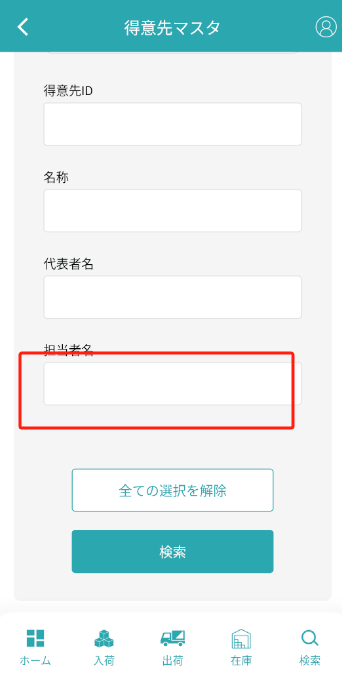 得意先マスタ
得意先ID
名称
代表者名
担当者名
全ての選択を解除
検索
ホーム
入荷
出荷
在庫
検索